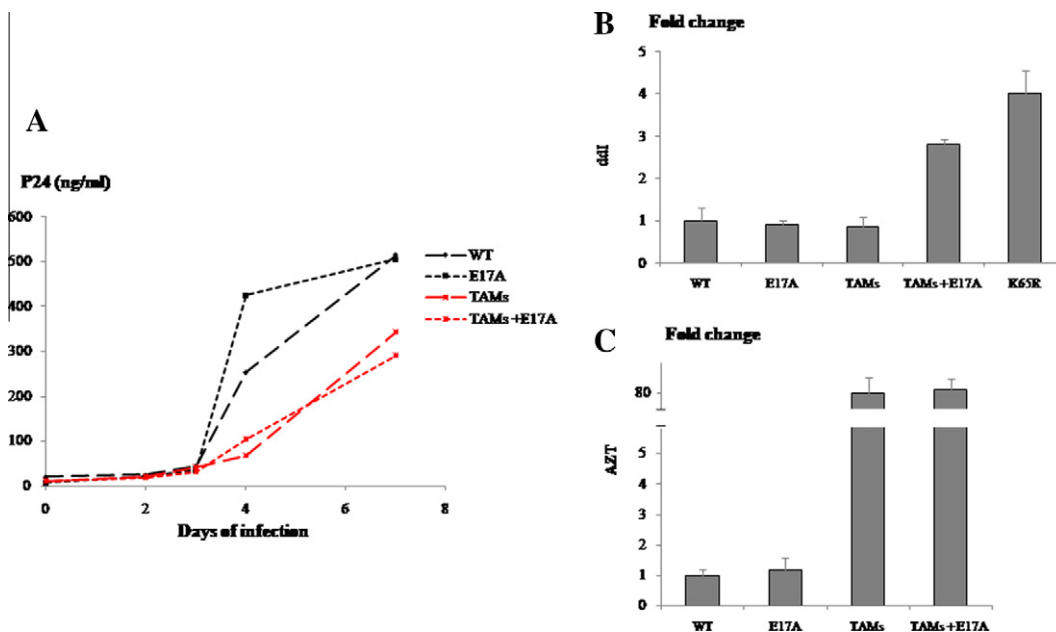 A
P24 (ng/ml)
600
500
400
300
200
100
0
0 2 4 6 8
Days of infection
WT
E17A
TAMs
TAMs+E17A
B Fold change
5
4
3
2
1
0
ddI
WT E17A TAMs TAMs+E17A K65R
C Fold change
80
5
4
3
2
1
0
AZT
WT E17A TAMs TAMs+E17A